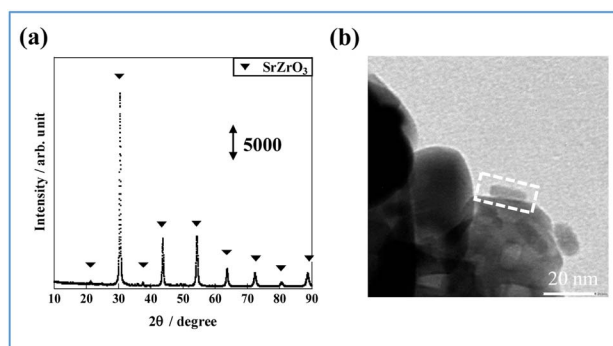 (a)
▼ SrZrO₃
5000
Intensity / arb. unit
10 20 30 40 50 60 70 80 90
2θ / degree
(b)
20 nm